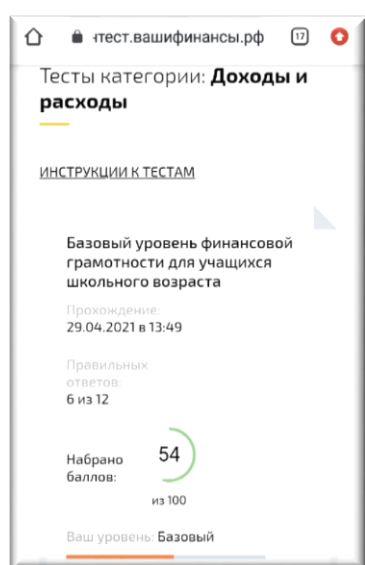 нтест.вашифинансы.рф
17
Тесты категории: Доходы и
расходы
ИНСТРУКЦИИ К ТЕСТАМ
Базовый уровень финансовой
грамотности для учащихся
школьного возраста
Прохождение:
29.04.2021 в 13:49
Правильных
ответов:
6 из 12
Набрано
баллов:
54
из 100
Ваш уровень: Базовый